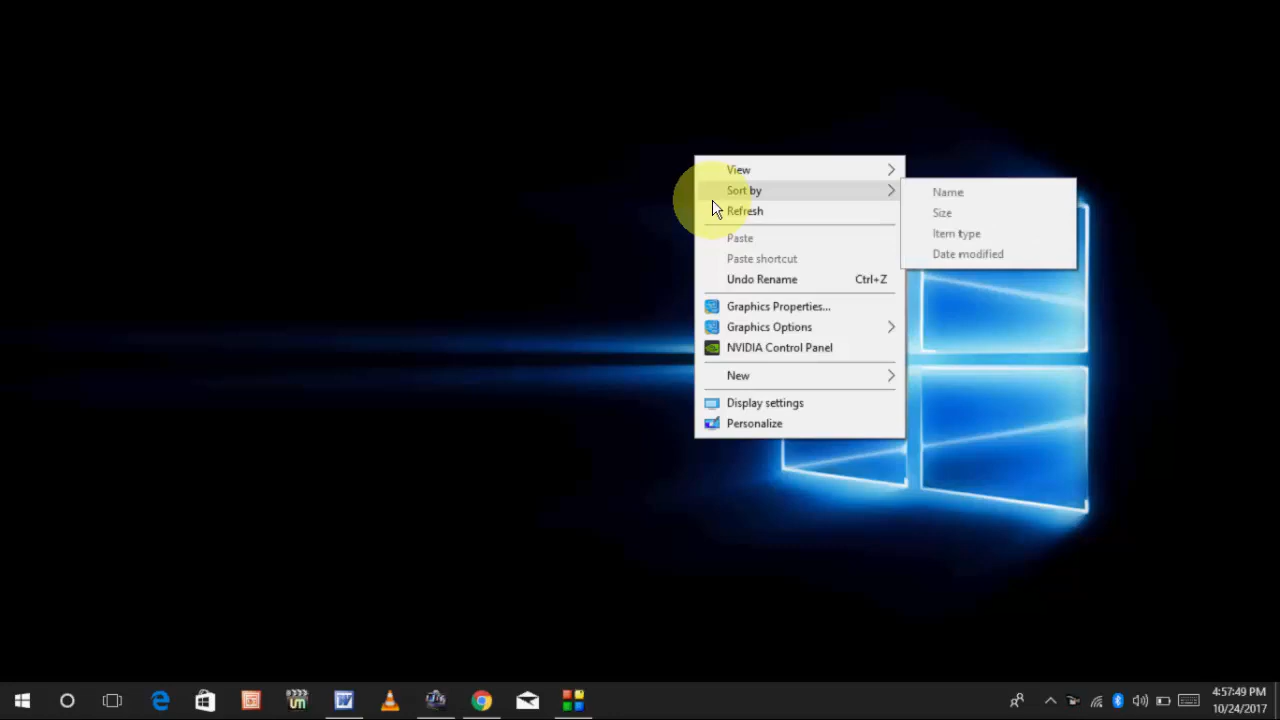 View
Sort by
Refresh
Paste
Paste shortcut
Undo Rename Ctrl+Z
Graphics Properties...
Graphics Options
NVIDIA Control Panel
New
Display settings
Personalize
Name
Size
Item type
Date modified
4:57:49 PM
10/24/2017